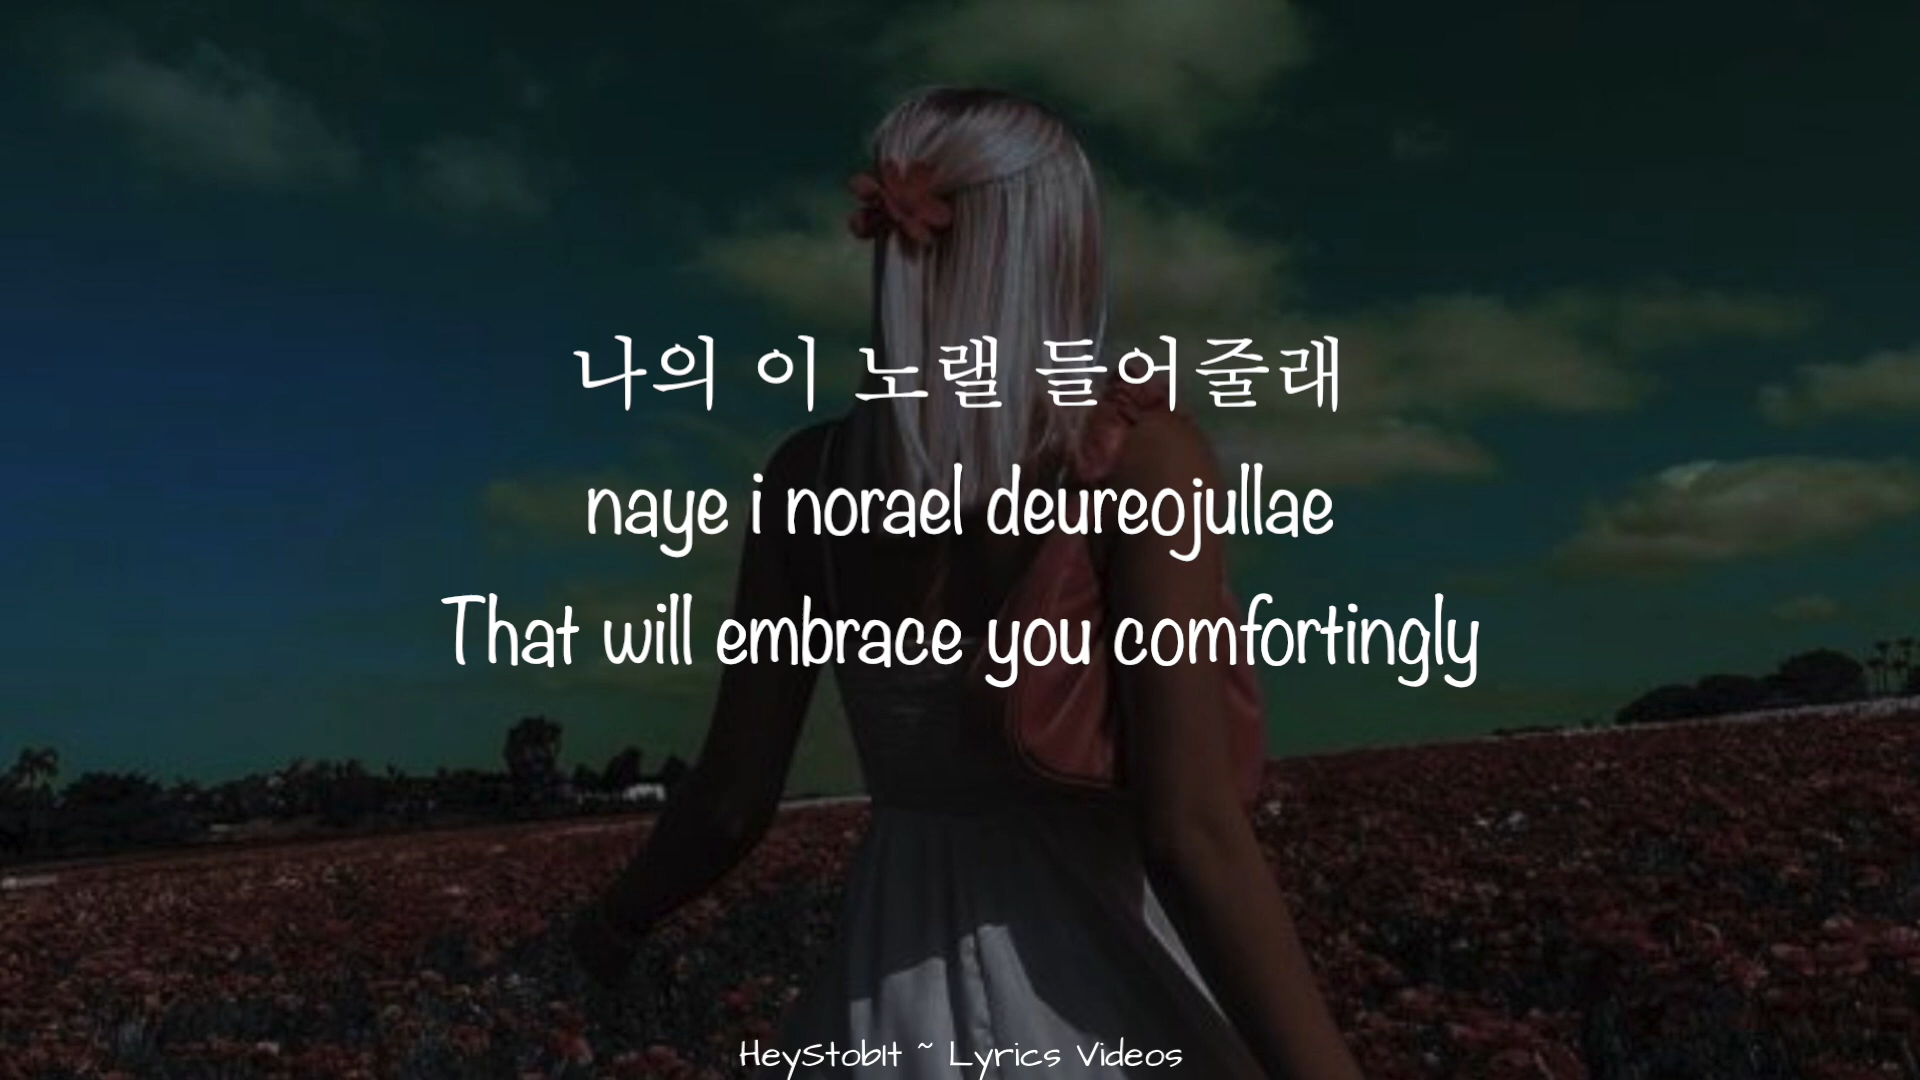 나의 이 노랠 들어줄래
naye i norael deureojullae
That will embrace you comfortingly
HeyStobIt ~ Lyrics Videos